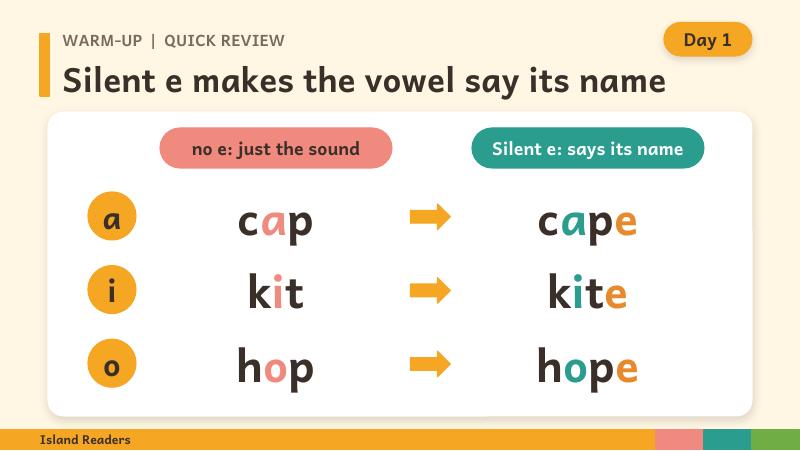 WARM-UP | QUICK REVIEW
Day 1
Silent e makes the vowel say its name
no e: just the sound
Silent e: says its name
a cap cape
i kit kite
o hop hope
Island Readers